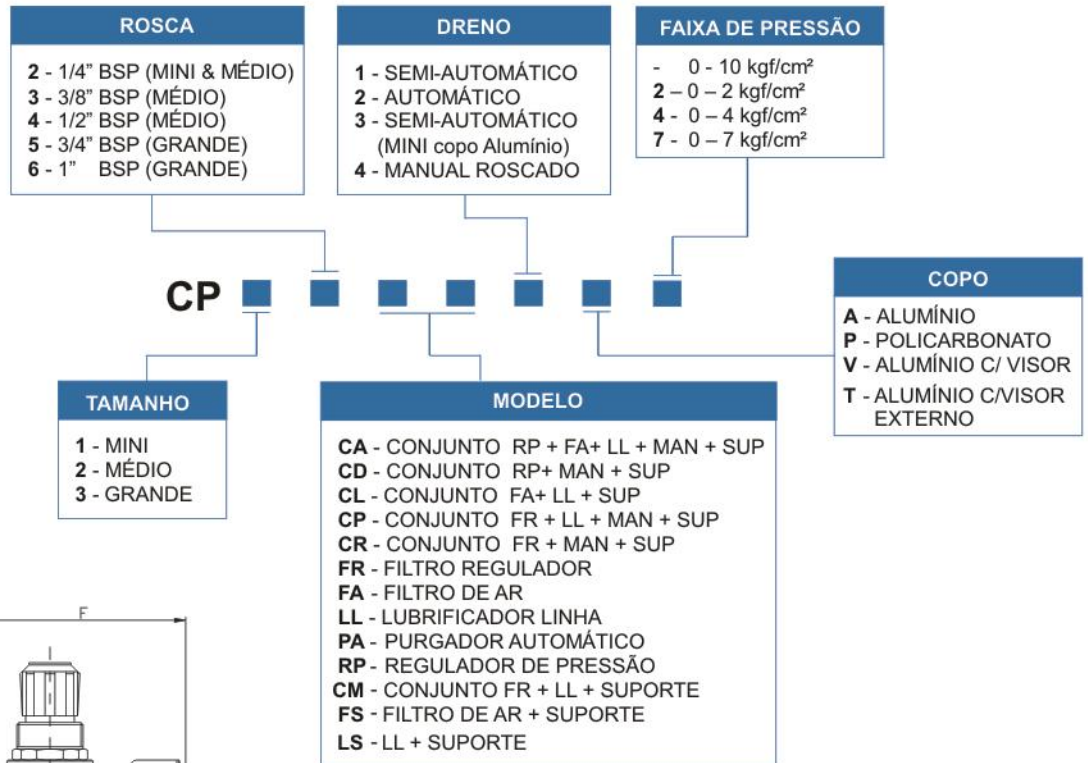 ROSCA
2 - 1/4” BSP (MINI & MÉDIO)
3 - 3/8” BSP (MÉDIO)
4 - 1/2” BSP (MÉDIO)
5 - 3/4” BSP (GRANDE)
6 - 1” BSP (GRANDE)
DRENO
1 - SEMI-AUTOMÁTICO
2 - AUTOMÁTICO
3 - SEMI-AUTOMÁTICO
(MINI copo Alumínio)
4 - MANUAL ROSCADO
FAIXA DE PRESSÃO
- 0 - 10 kgf/cm²
2 – 0 – 2 kgf/cm²
4 - 0 – 4 kgf/cm²
7 - 0 – 7 kgf/cm²
CP
COPO
A - ALUMÍNIO
P - POLICARBONATO
V - ALUMÍNIO C/ VISOR
T - ALUMÍNIO C/VISOR
EXTERNO
TAMANHO
1 - MINI
2 - MÉDIO
3 - GRANDE
MODELO
CA - CONJUNTO RP + FA+ LL + MAN + SUP
CD - CONJUNTO RP+ MAN + SUP
CL - CONJUNTO FA+ LL + SUP
CP - CONJUNTO FR + LL + MAN + SUP
CR - CONJUNTO FR + MAN + SUP
FR - FILTRO REGULADOR
FA - FILTRO DE AR
LL - LUBRIFICADOR LINHA
PA - PURGADOR AUTOMÁTICO
RP - REGULADOR DE PRESSÃO
CM - CONJUNTO FR + LL + SUPORTE
FS - FILTRO DE AR + SUPORTE
LS - LL + SUPORTE
F